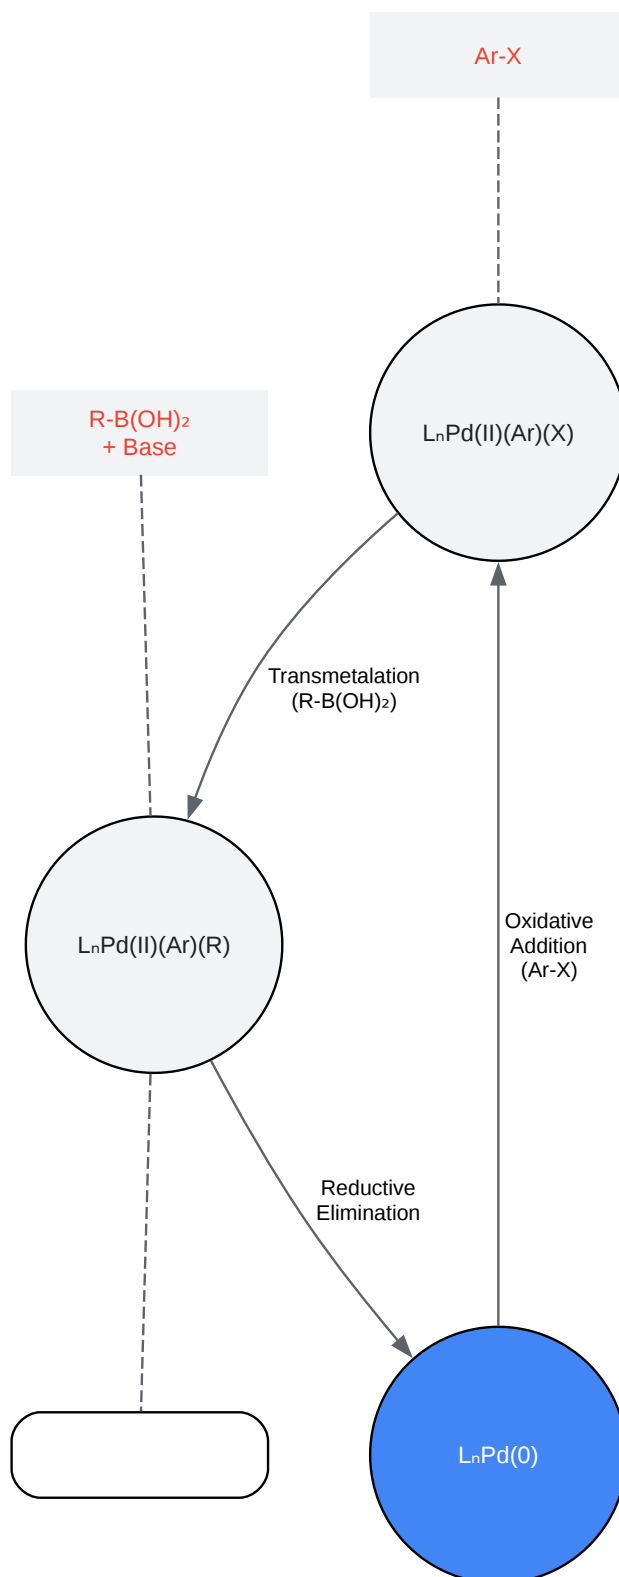 Ar-X
R-B(OH)₂
+ Base
LₙPd(II)(Ar)(X)
Transmetalation
(R-B(OH)₂)
LₙPd(II)(Ar)(R)
Oxidative
Addition
(Ar-X)
Reductive
Elimination
LₙPd(0)